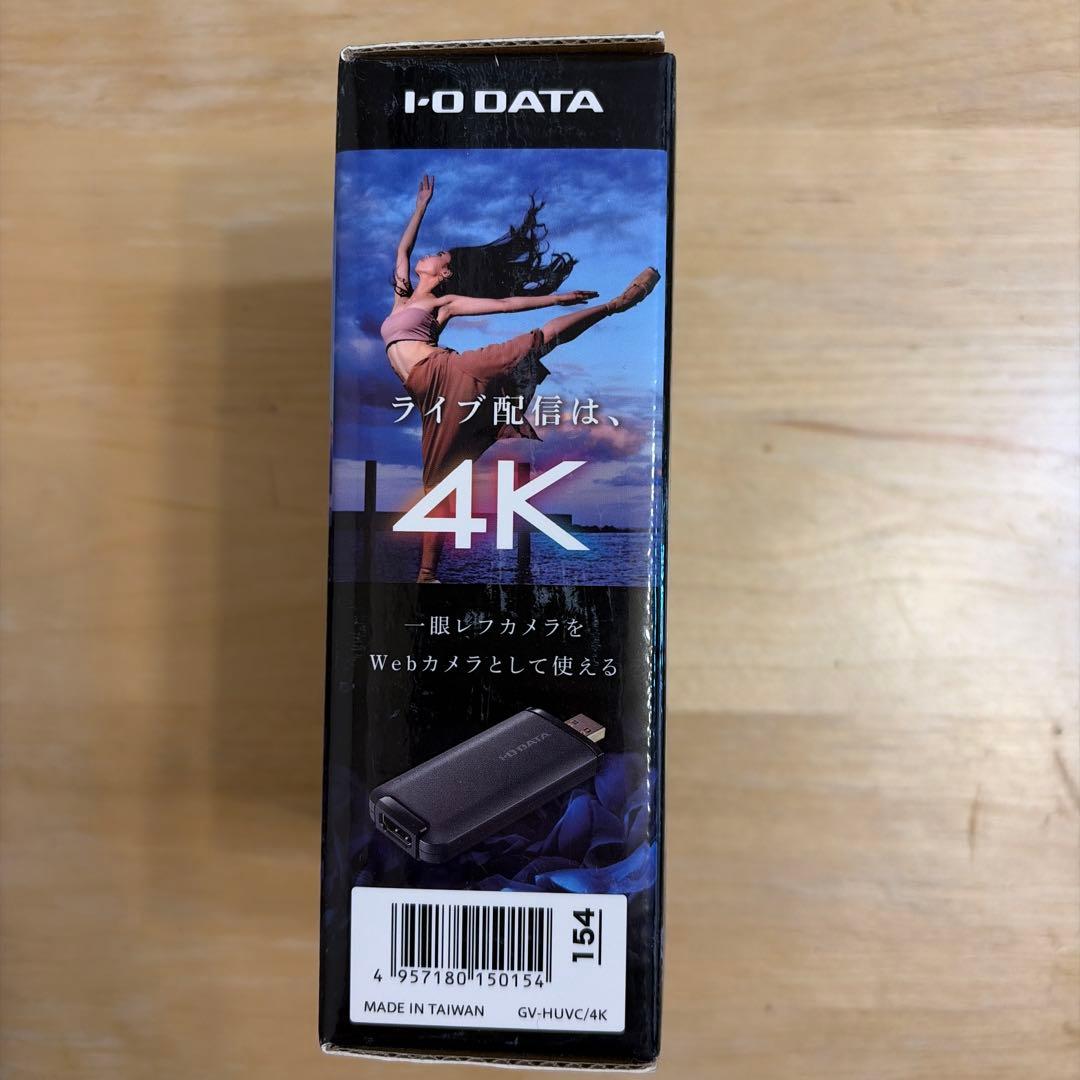 I-O DATA
ライブ配信は、
4K
一眼レフカメラを
Webカメラとして使える
I-O DATA
154
4 957180 150154
MADE IN TAIWAN GV-HUVC/4K